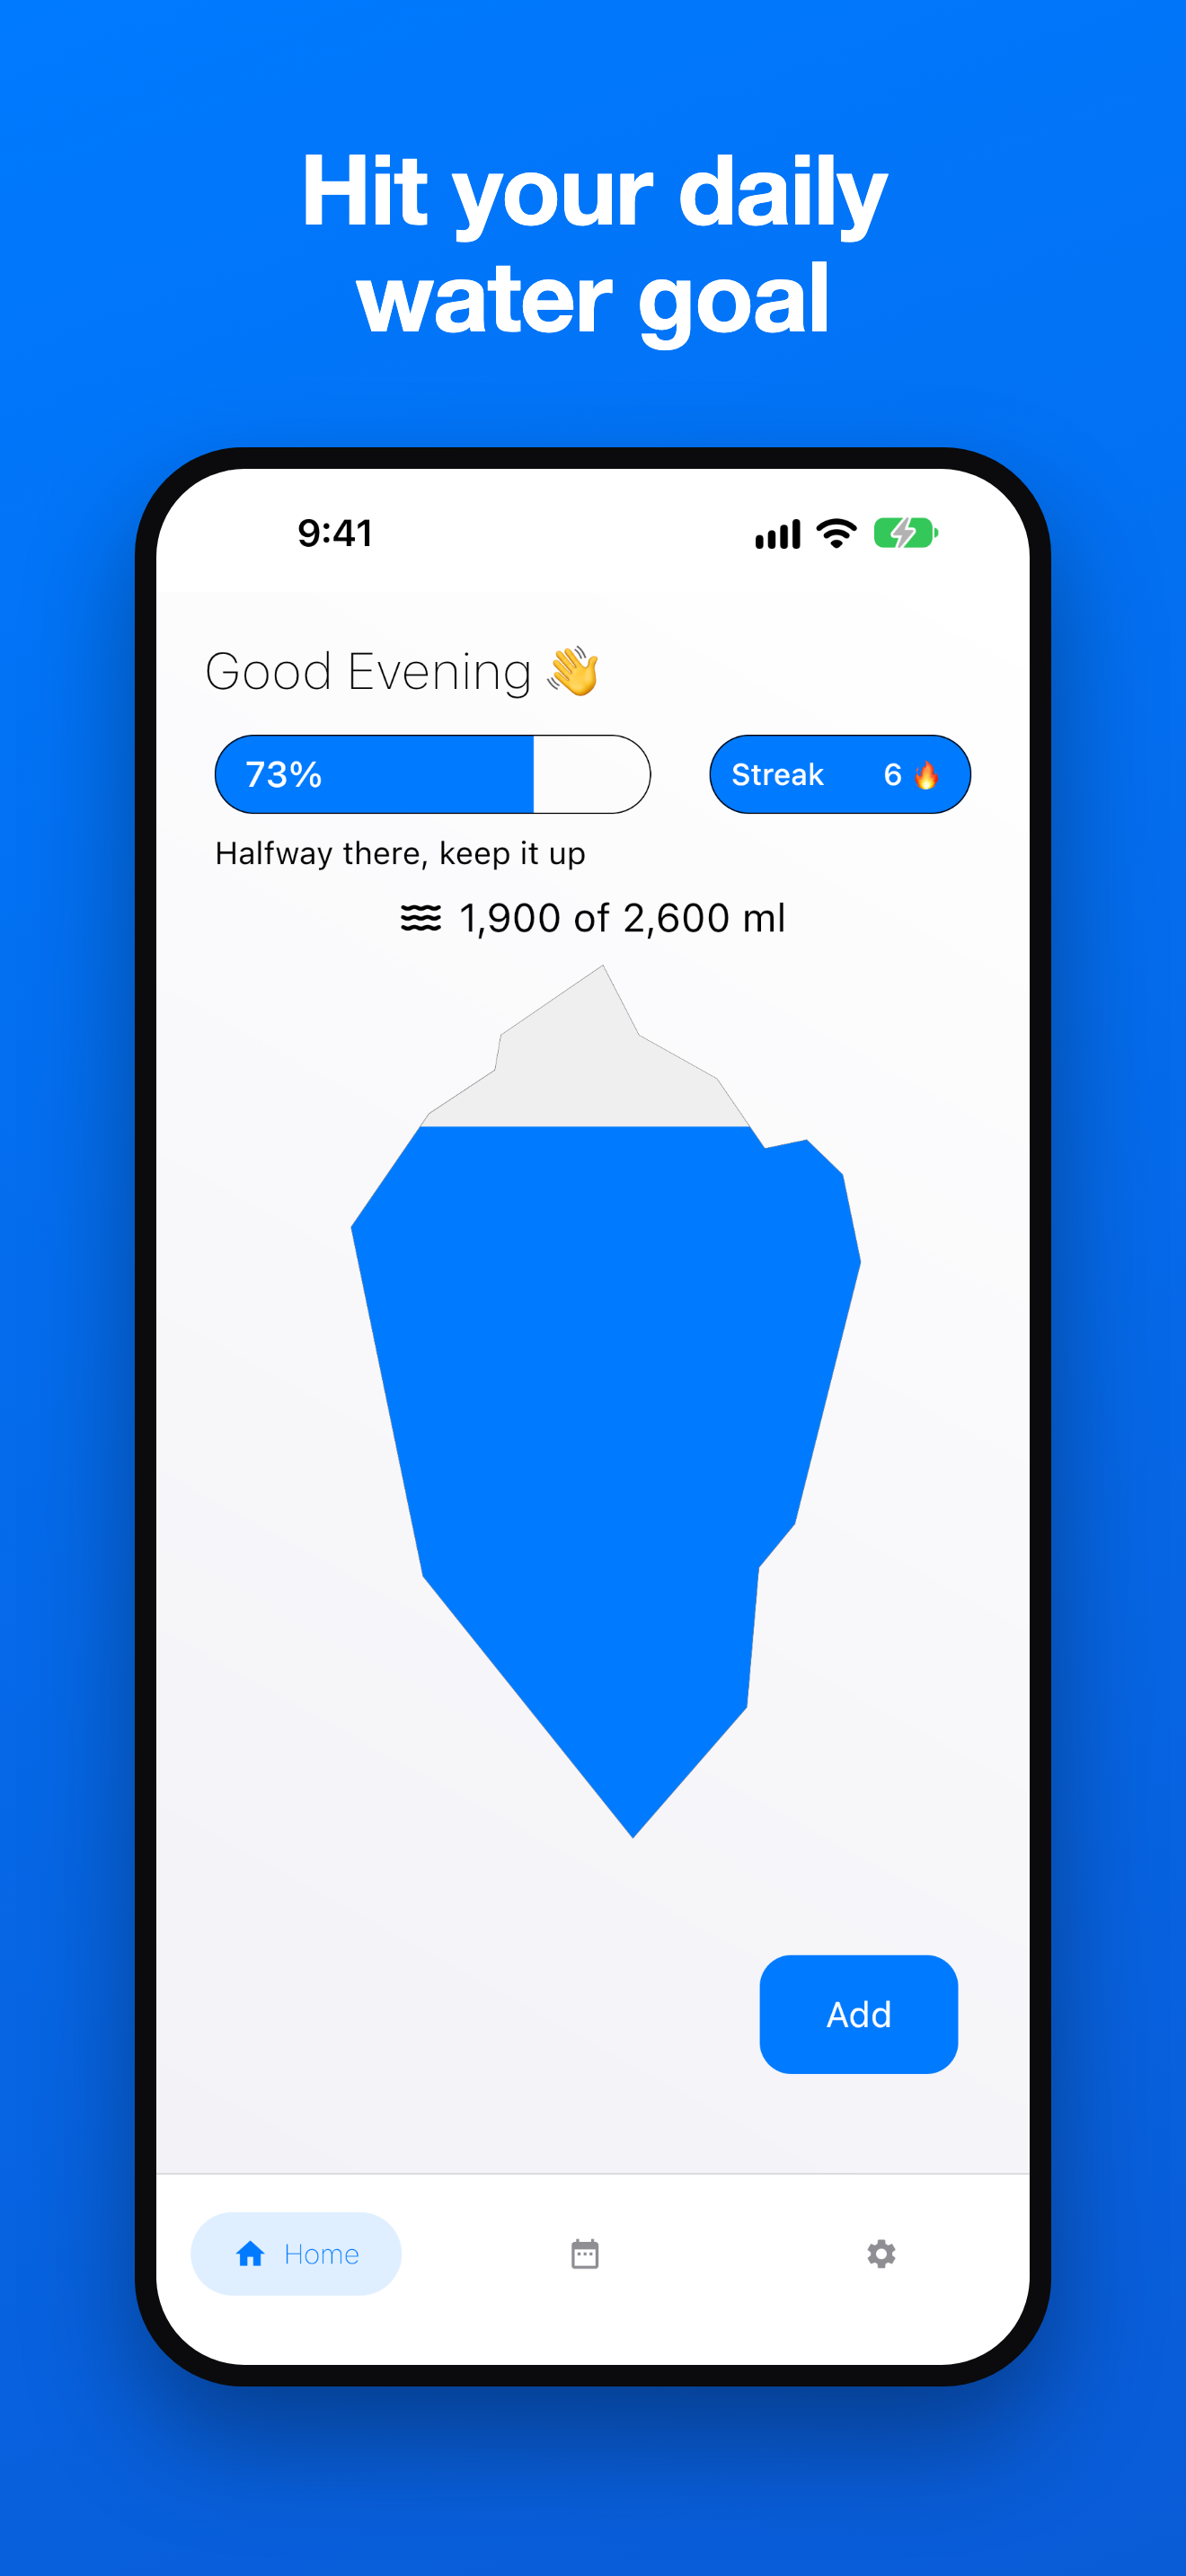 Hit your daily
water goal
9:41
Good Evening 👋
73%
Streak 6 🔥
Halfway there, keep it up
1,900 of 2,600 ml
Add
Home